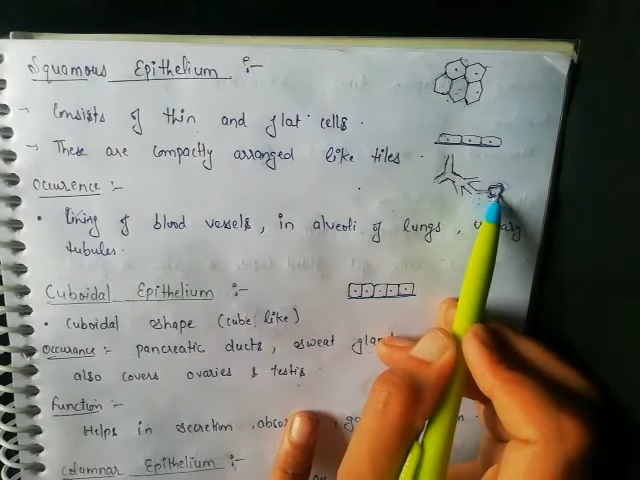 Squamous Epithelium :-
→ Consists of thin and flat cells.
→ These are compactly arranged like tiles.
Occurence :-
• lining of blood vessels, in alveoli of lungs,
tubules.
Cuboidal Epithelium :-
• cuboidal shape (cube like)
Occurance :- pancreatic ducts, sweat
also covers ovaries & testis
Function :-
Helps in secretion,
Columnar Epithelium :-